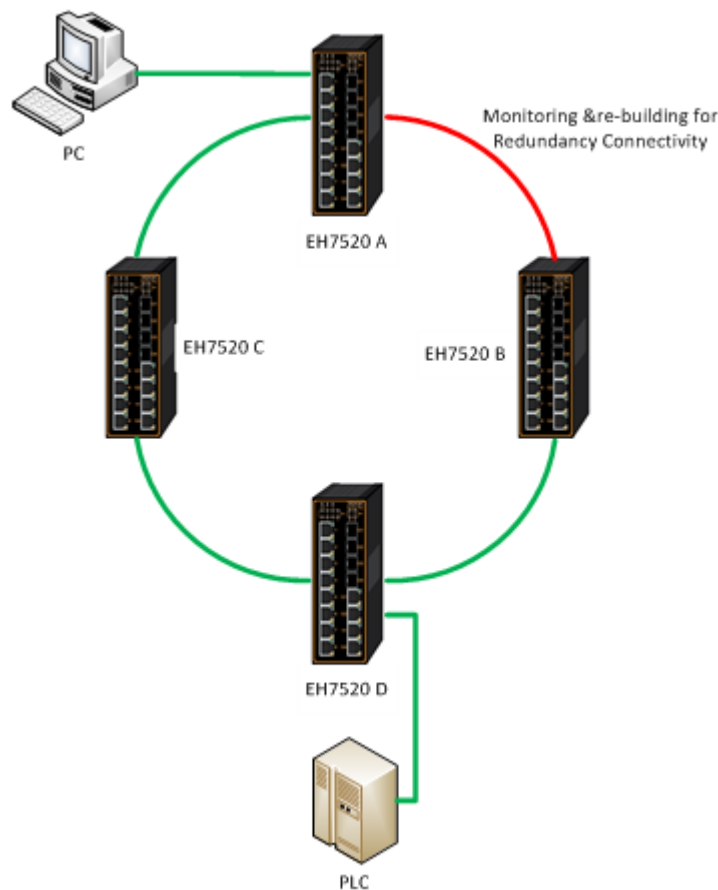 Monitoring &re-building for
Redundancy Connectivity
PC
EH7520 A
EH7520 C
EH7520 B
EH7520 D
PLC